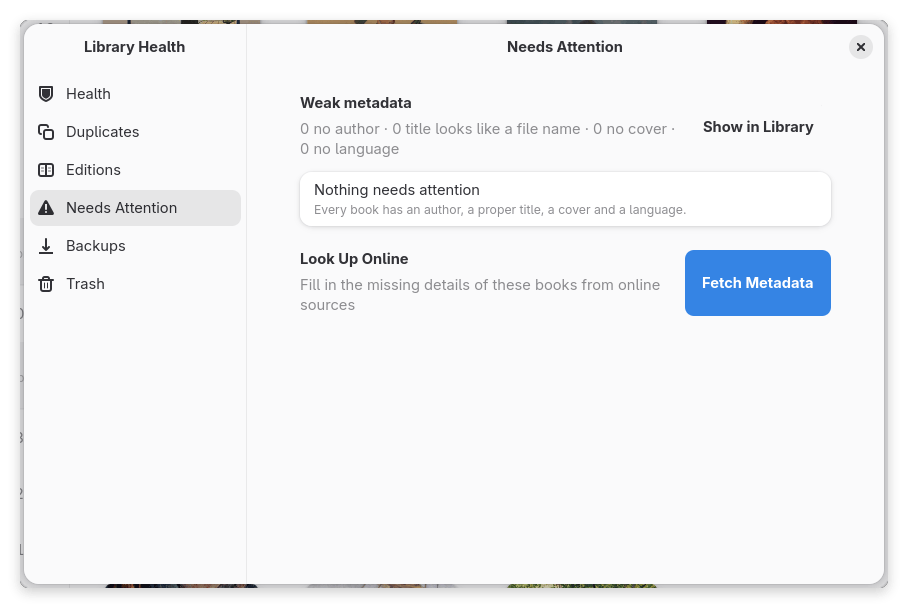 Library Health
Needs Attention
Health
Duplicates
Editions
Needs Attention
Backups
Trash
Weak metadata
0 no author · 0 title looks like a file name · 0 no cover ·
0 no language
Show in Library
Nothing needs attention
Every book has an author, a proper title, a cover and a language.
Look Up Online
Fill in the missing details of these books from online
sources
Fetch Metadata